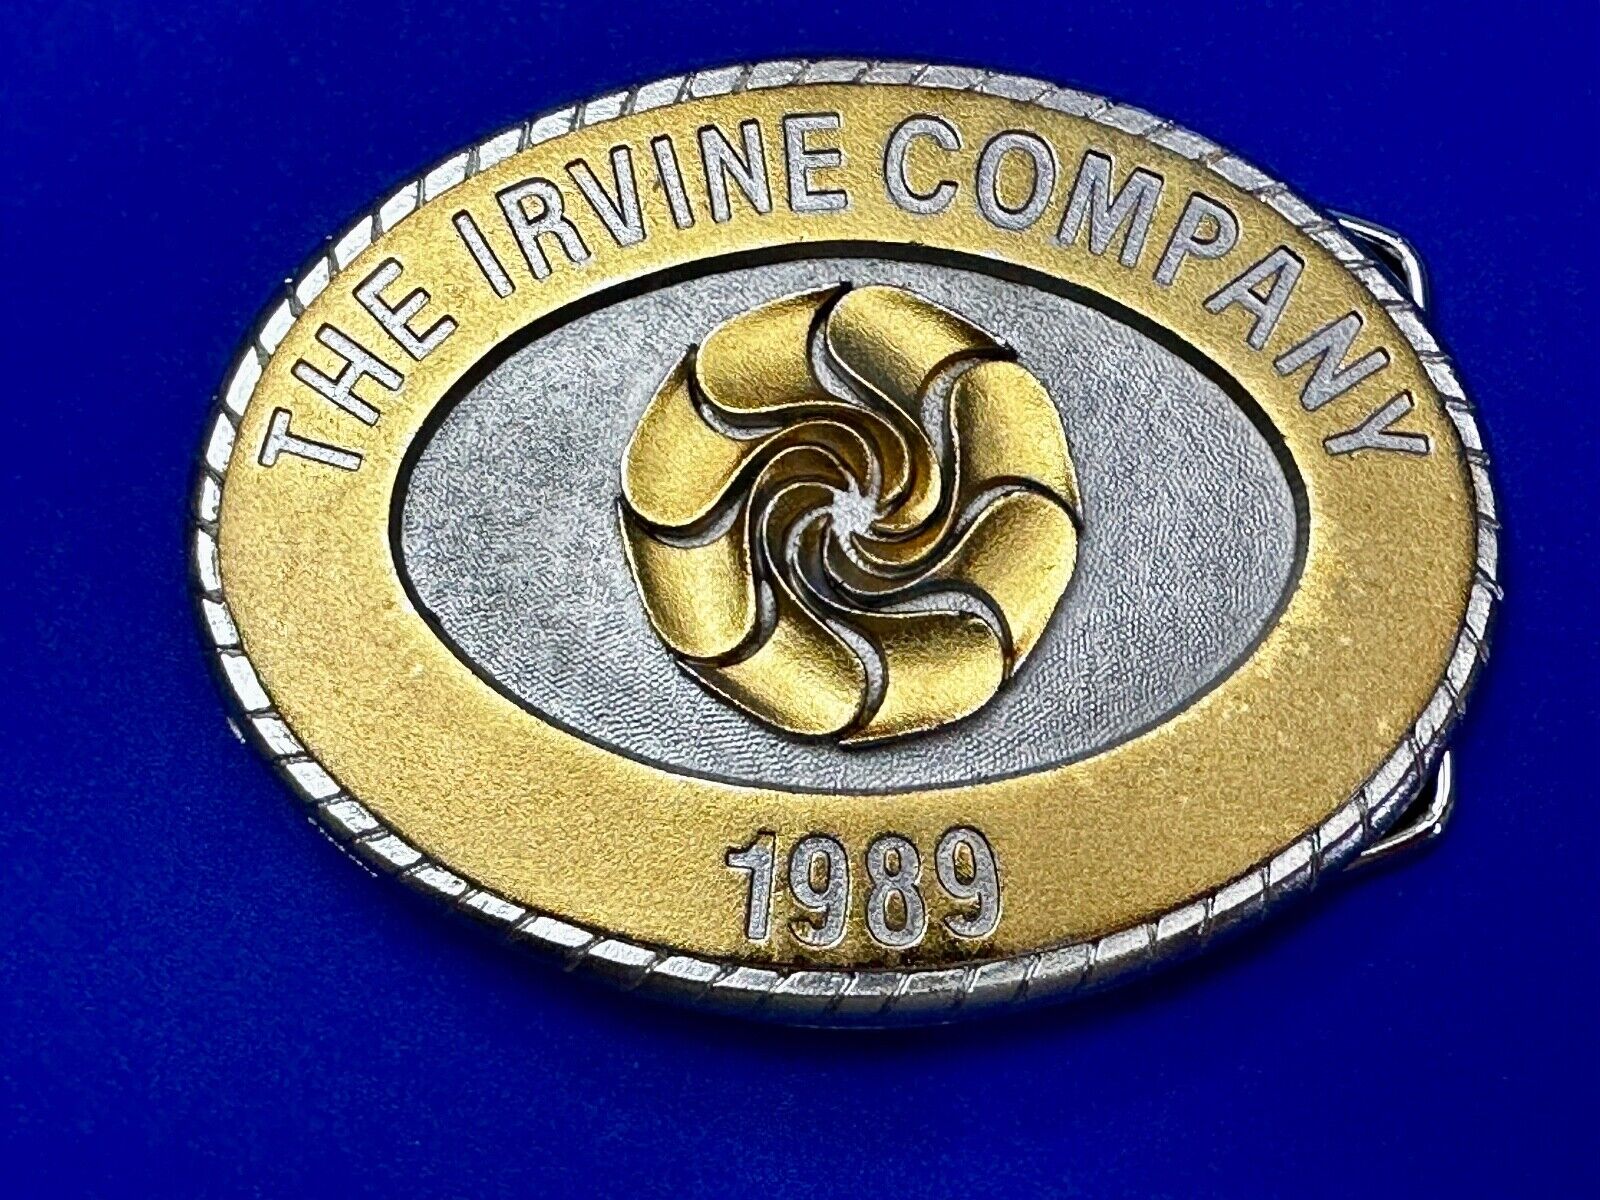 THE IRVINE COMPANY
1989